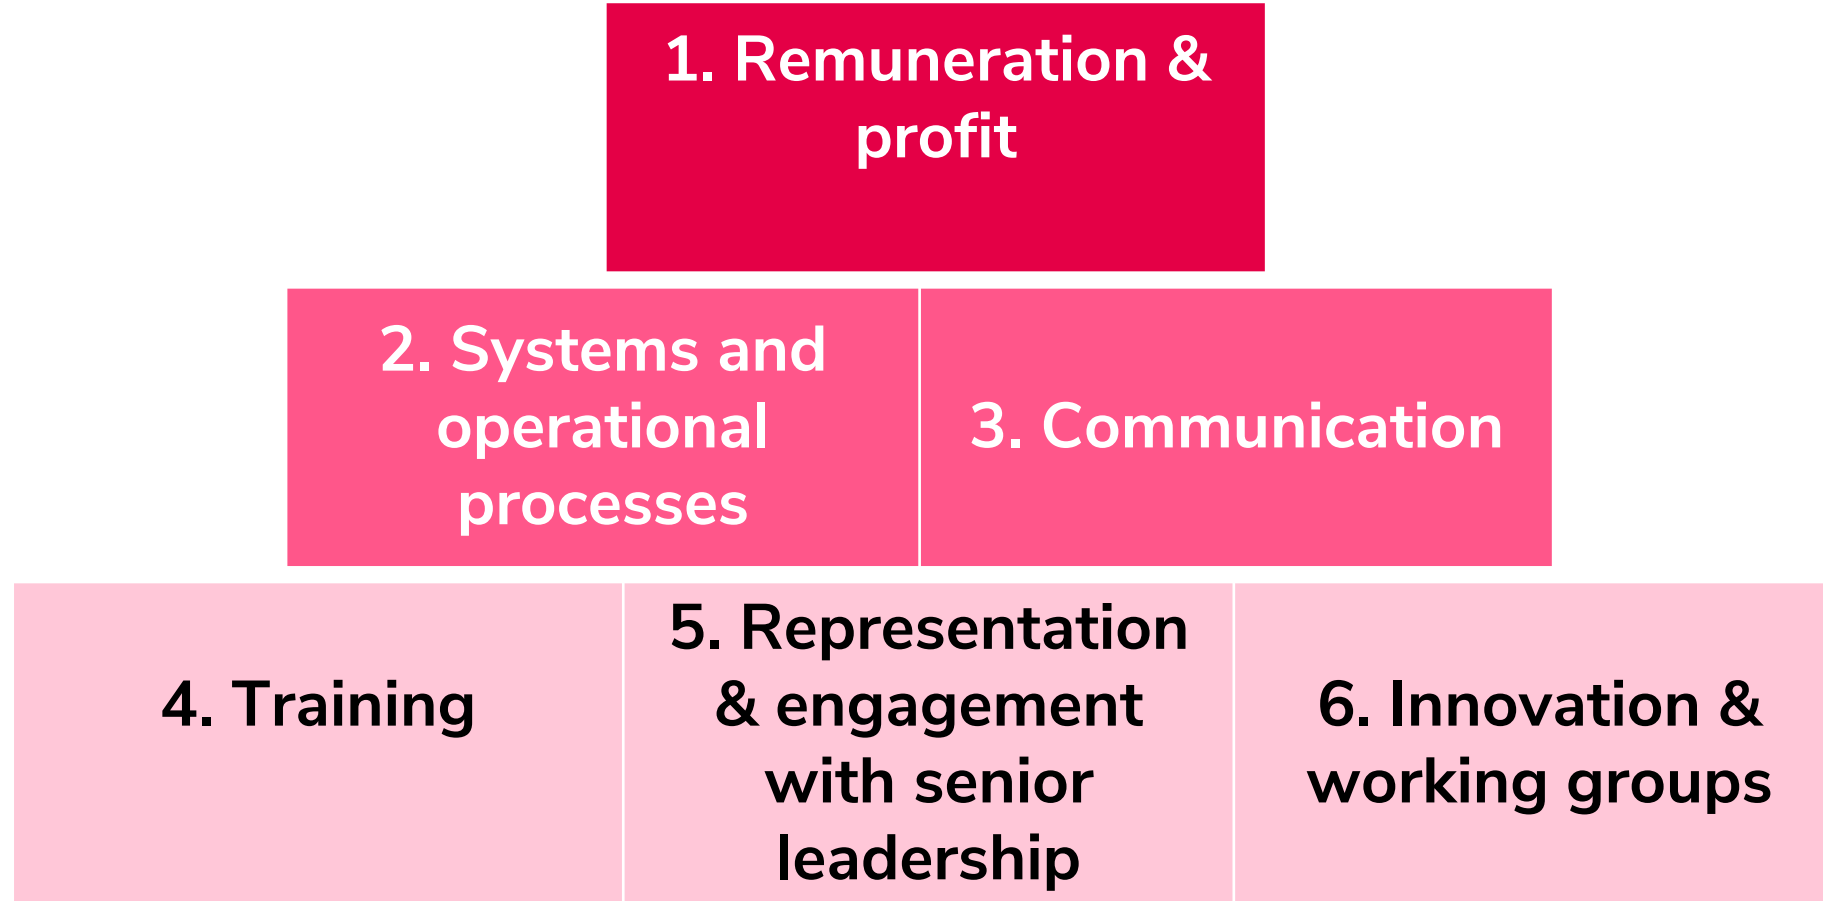 1. Remuneration &
profit
2. Systems and
operational
processes
3. Communication
4. Training
5. Representation
& engagement
with senior
leadership
6. Innovation &
working groups